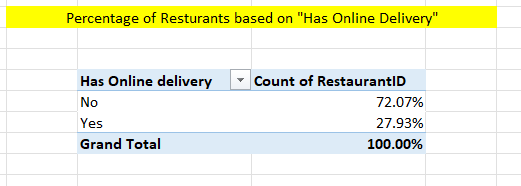 Percentage of Resturants based on "Has Online Delivery"
Has Online delivery Count of RestaurantID
No 72.07%
Yes 27.93%
Grand Total 100.00%